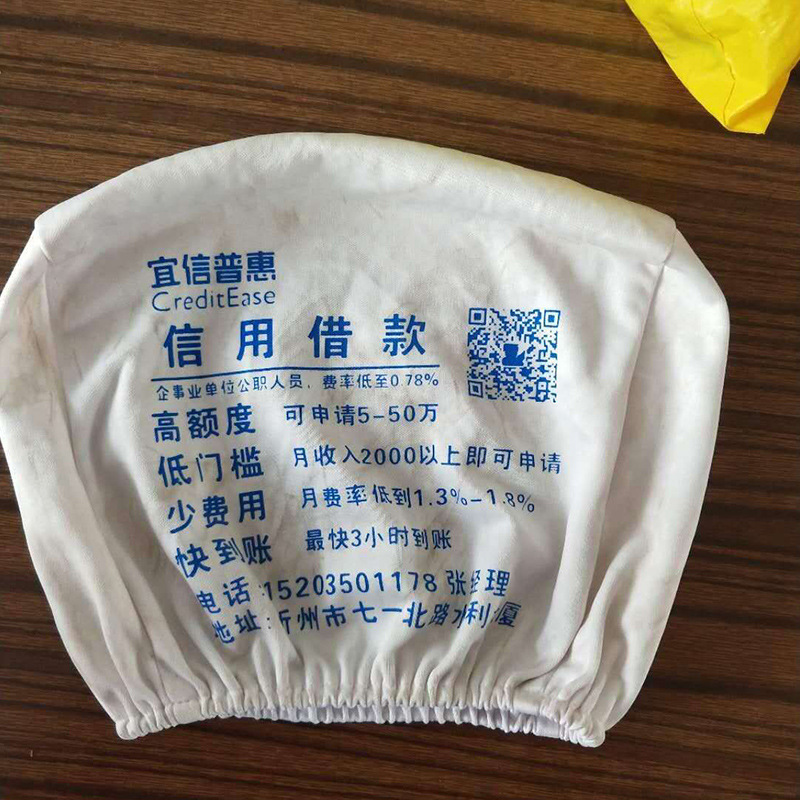 宜信普惠
CreditEase
信用借款
企事业单位公职人员，费率低至0.78%
高额度 可申请5-50万
低门槛 月收入2000以上即可申请
少费用 月费率低到1.3%-1.8%
快到账 最快3小时到账
电话:15203501178 张经理
地址:忻州市七一北路水利大厦